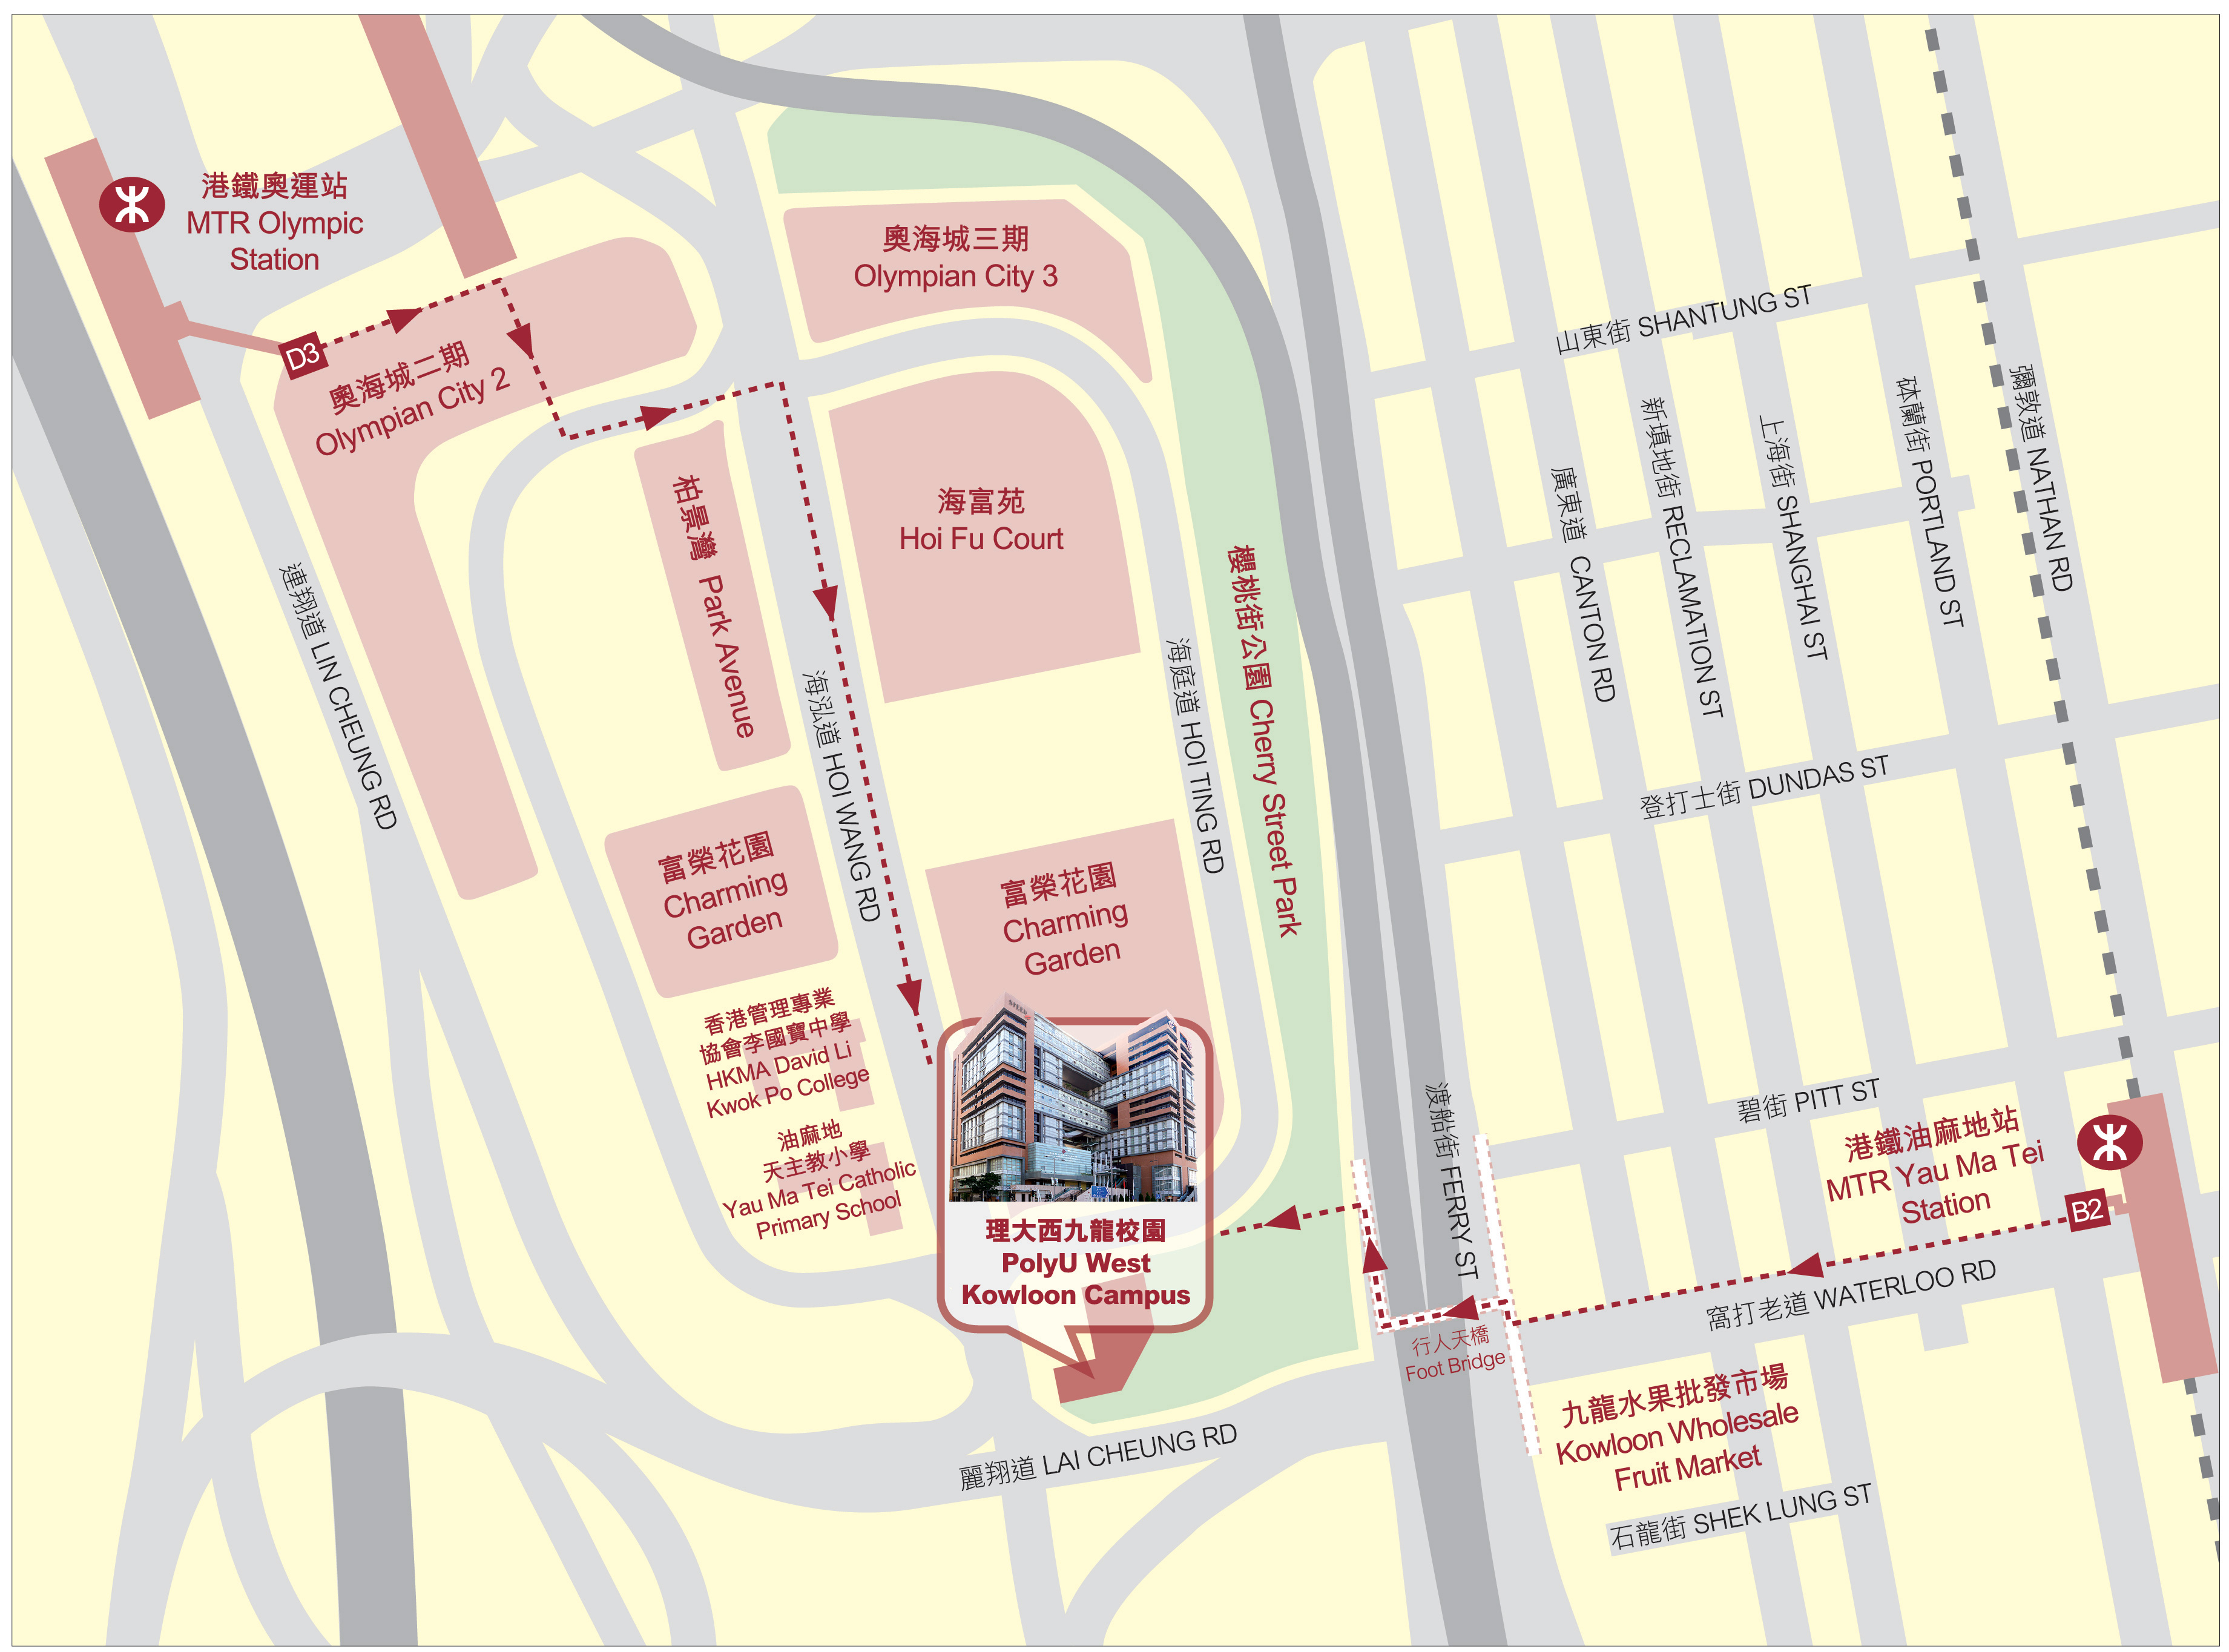 港鐵奧運站
MTR Olympic
Station
D3
奧海城二期
Olympian City 2
奧海城三期
Olympian City 3
海富苑
Hoi Fu Court
柏景灣 Park Avenue
櫻桃街公園 Cherry Street Park
連翔道 LIN CHEUNG RD
海泓道 HOI WANG RD
海庭道 HOI TING RD
富榮花園
Charming
Garden
富榮花園
Charming
Garden
香港管理專業
協會李國寶中學
HKMA David Li
Kwok Po College
油麻地
天主教小學
Yau Ma Tei Catholic
Primary School
理大西九龍校園
PolyU West
Kowloon Campus
麗翔道 LAI CHEUNG RD
山東街 SHANTUNG ST
廣東道 CANTON RD
新填地街 RECLAMATION ST
上海街 SHANGHAI ST
砵蘭街 PORTLAND ST
彌敦道 NATHAN RD
登打士街 DUNDAS ST
碧街 PITT ST
渡船街 FERRY ST
港鐵油麻地站
MTR Yau Ma Tei
Station
B2
窩打老道 WATERLOO RD
行人天橋
Foot Bridge
九龍水果批發市場
Kowloon Wholesale
Fruit Market
石龍街 SHEK LUNG ST